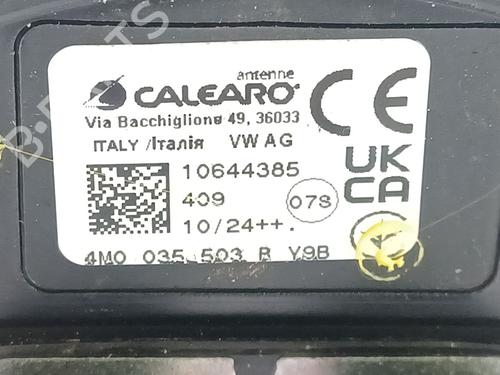 antenne
CALEARO
Via Bacchiglione 49, 36033
ITALY /Італія VW AG
10644385
409
07S
10/24++.
4M0 035 503 R Y9B
CE
UK
CA